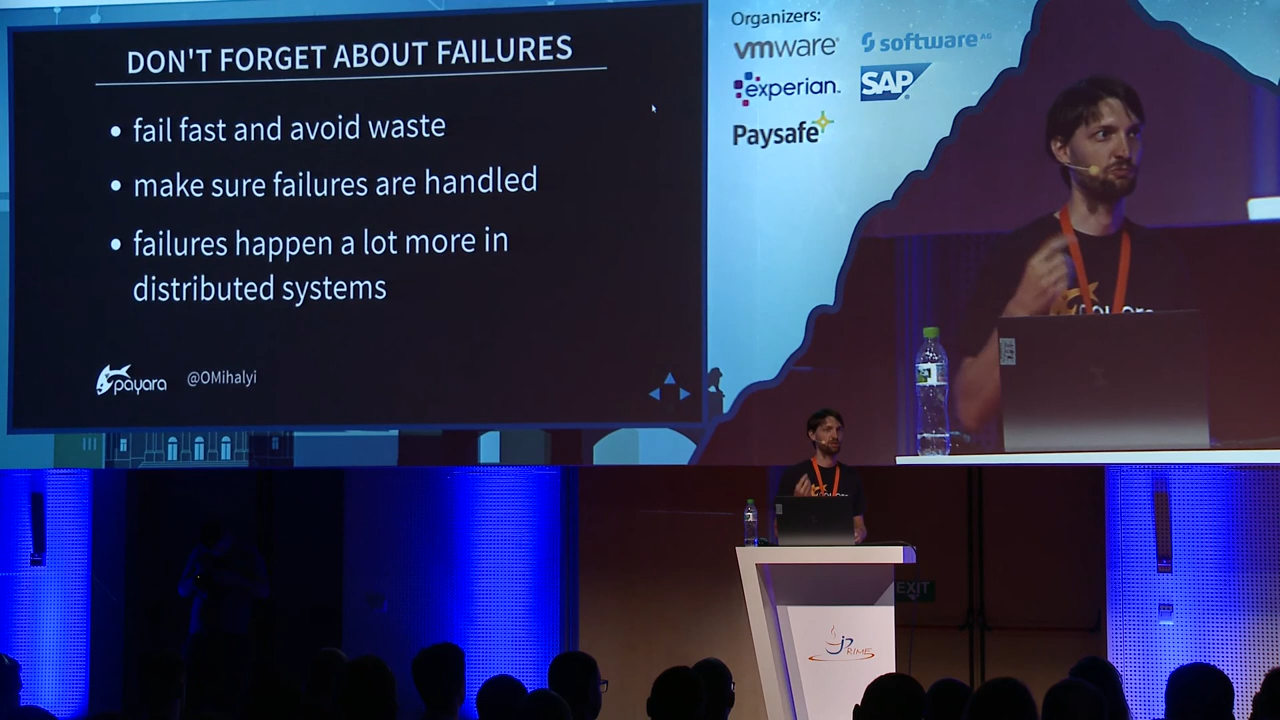 DON'T FORGET ABOUT FAILURES
• fail fast and avoid waste
• make sure failures are handled
• failures happen a lot more in
distributed systems
payara @OMihalyi
Organizers:
vmware®
software AG
experian.
SAP
Paysafe
EXIT
jPRIME